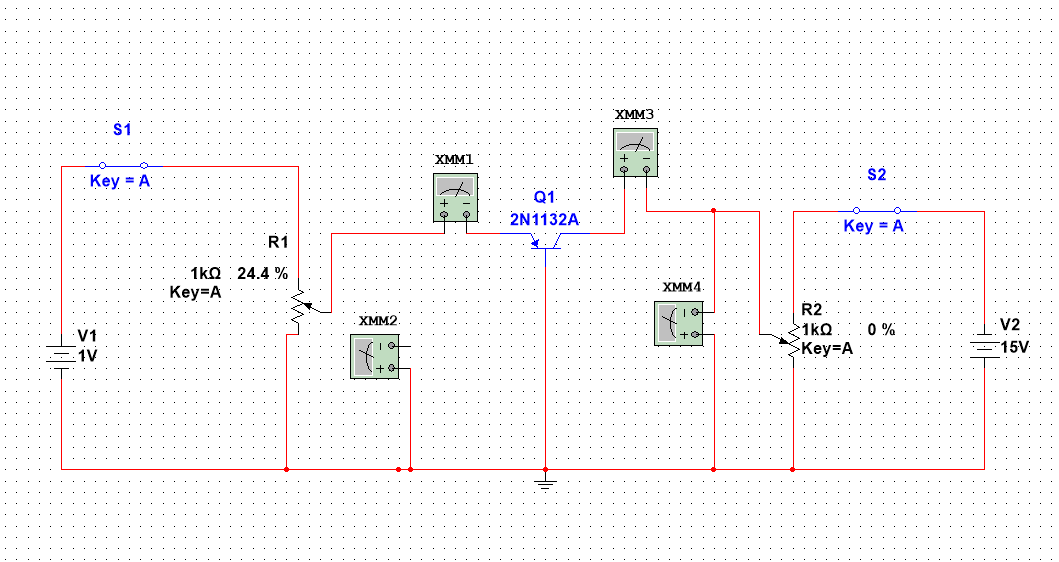 S1
Key = A
XMM1
+ −
XMM3
+ −
Q1
2N1132A
S2
Key = A
R1
1kΩ 24.4 %
Key=A
XMM2
− +
XMM4
− +
R2
1kΩ 0 %
Key=A
V1
1V
V2
15V